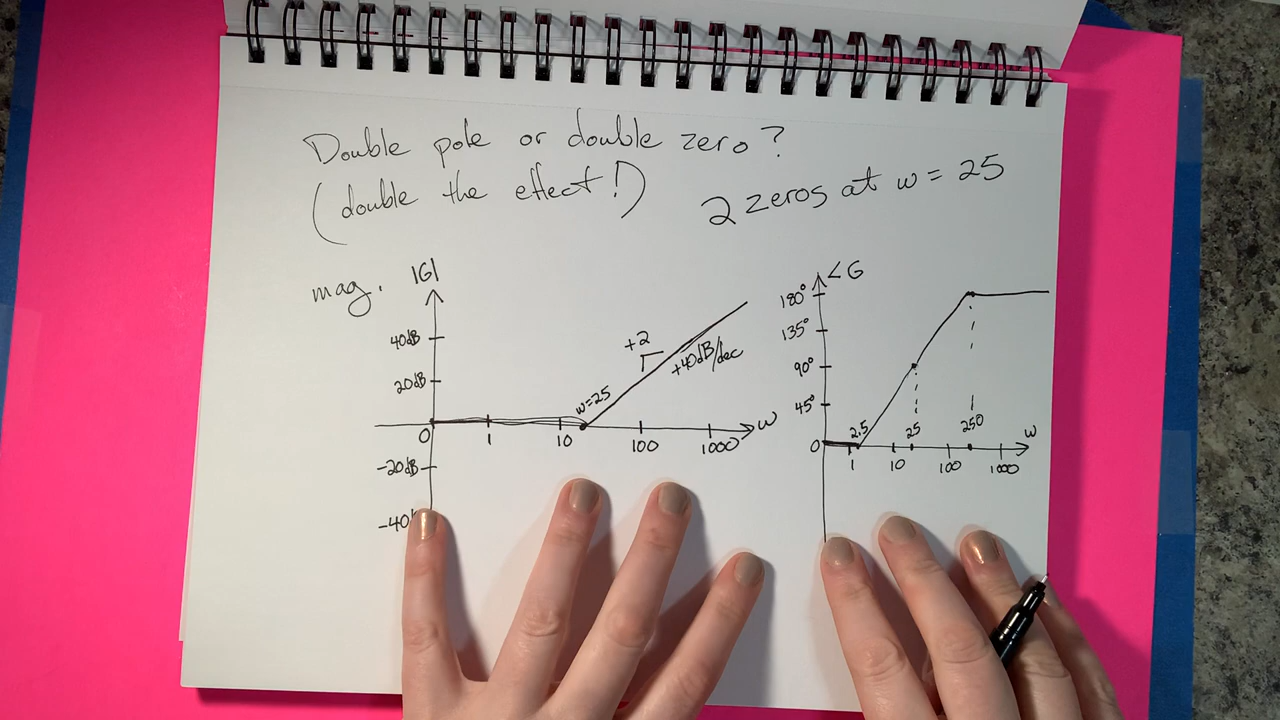 Double pole or double zero?
(double the effect!)
2 zeros at w = 25
mag.
|G|
40dB
20dB
0
-20dB
-40
1
10
100
1000
w
w=25
+2
+40dB/dec
∠G
180°
135°
90°
45°
0
2.5
25
250
1
10
100
1000
w